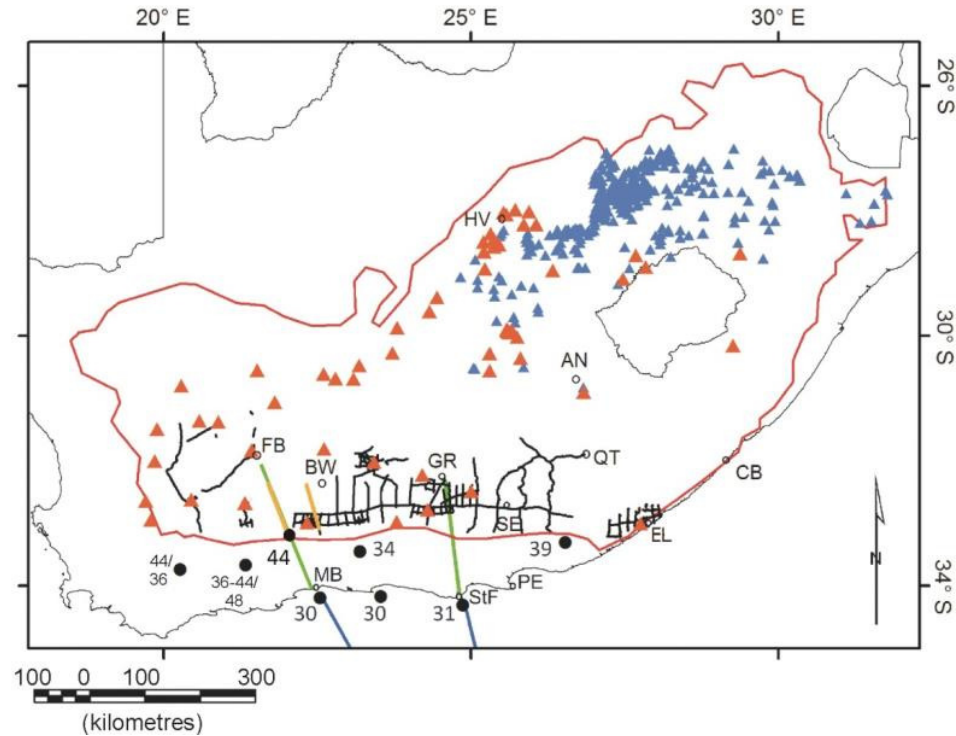 20° E
25° E
30° E
26° S
HV
30° S
AN
FB
BW
GR
QT
CB
SE
EL
44
34
39
44/
36
36-44/
48
MB
PE
StF
34° S
30
30
31
N
100 0 100 300
(kilometres)